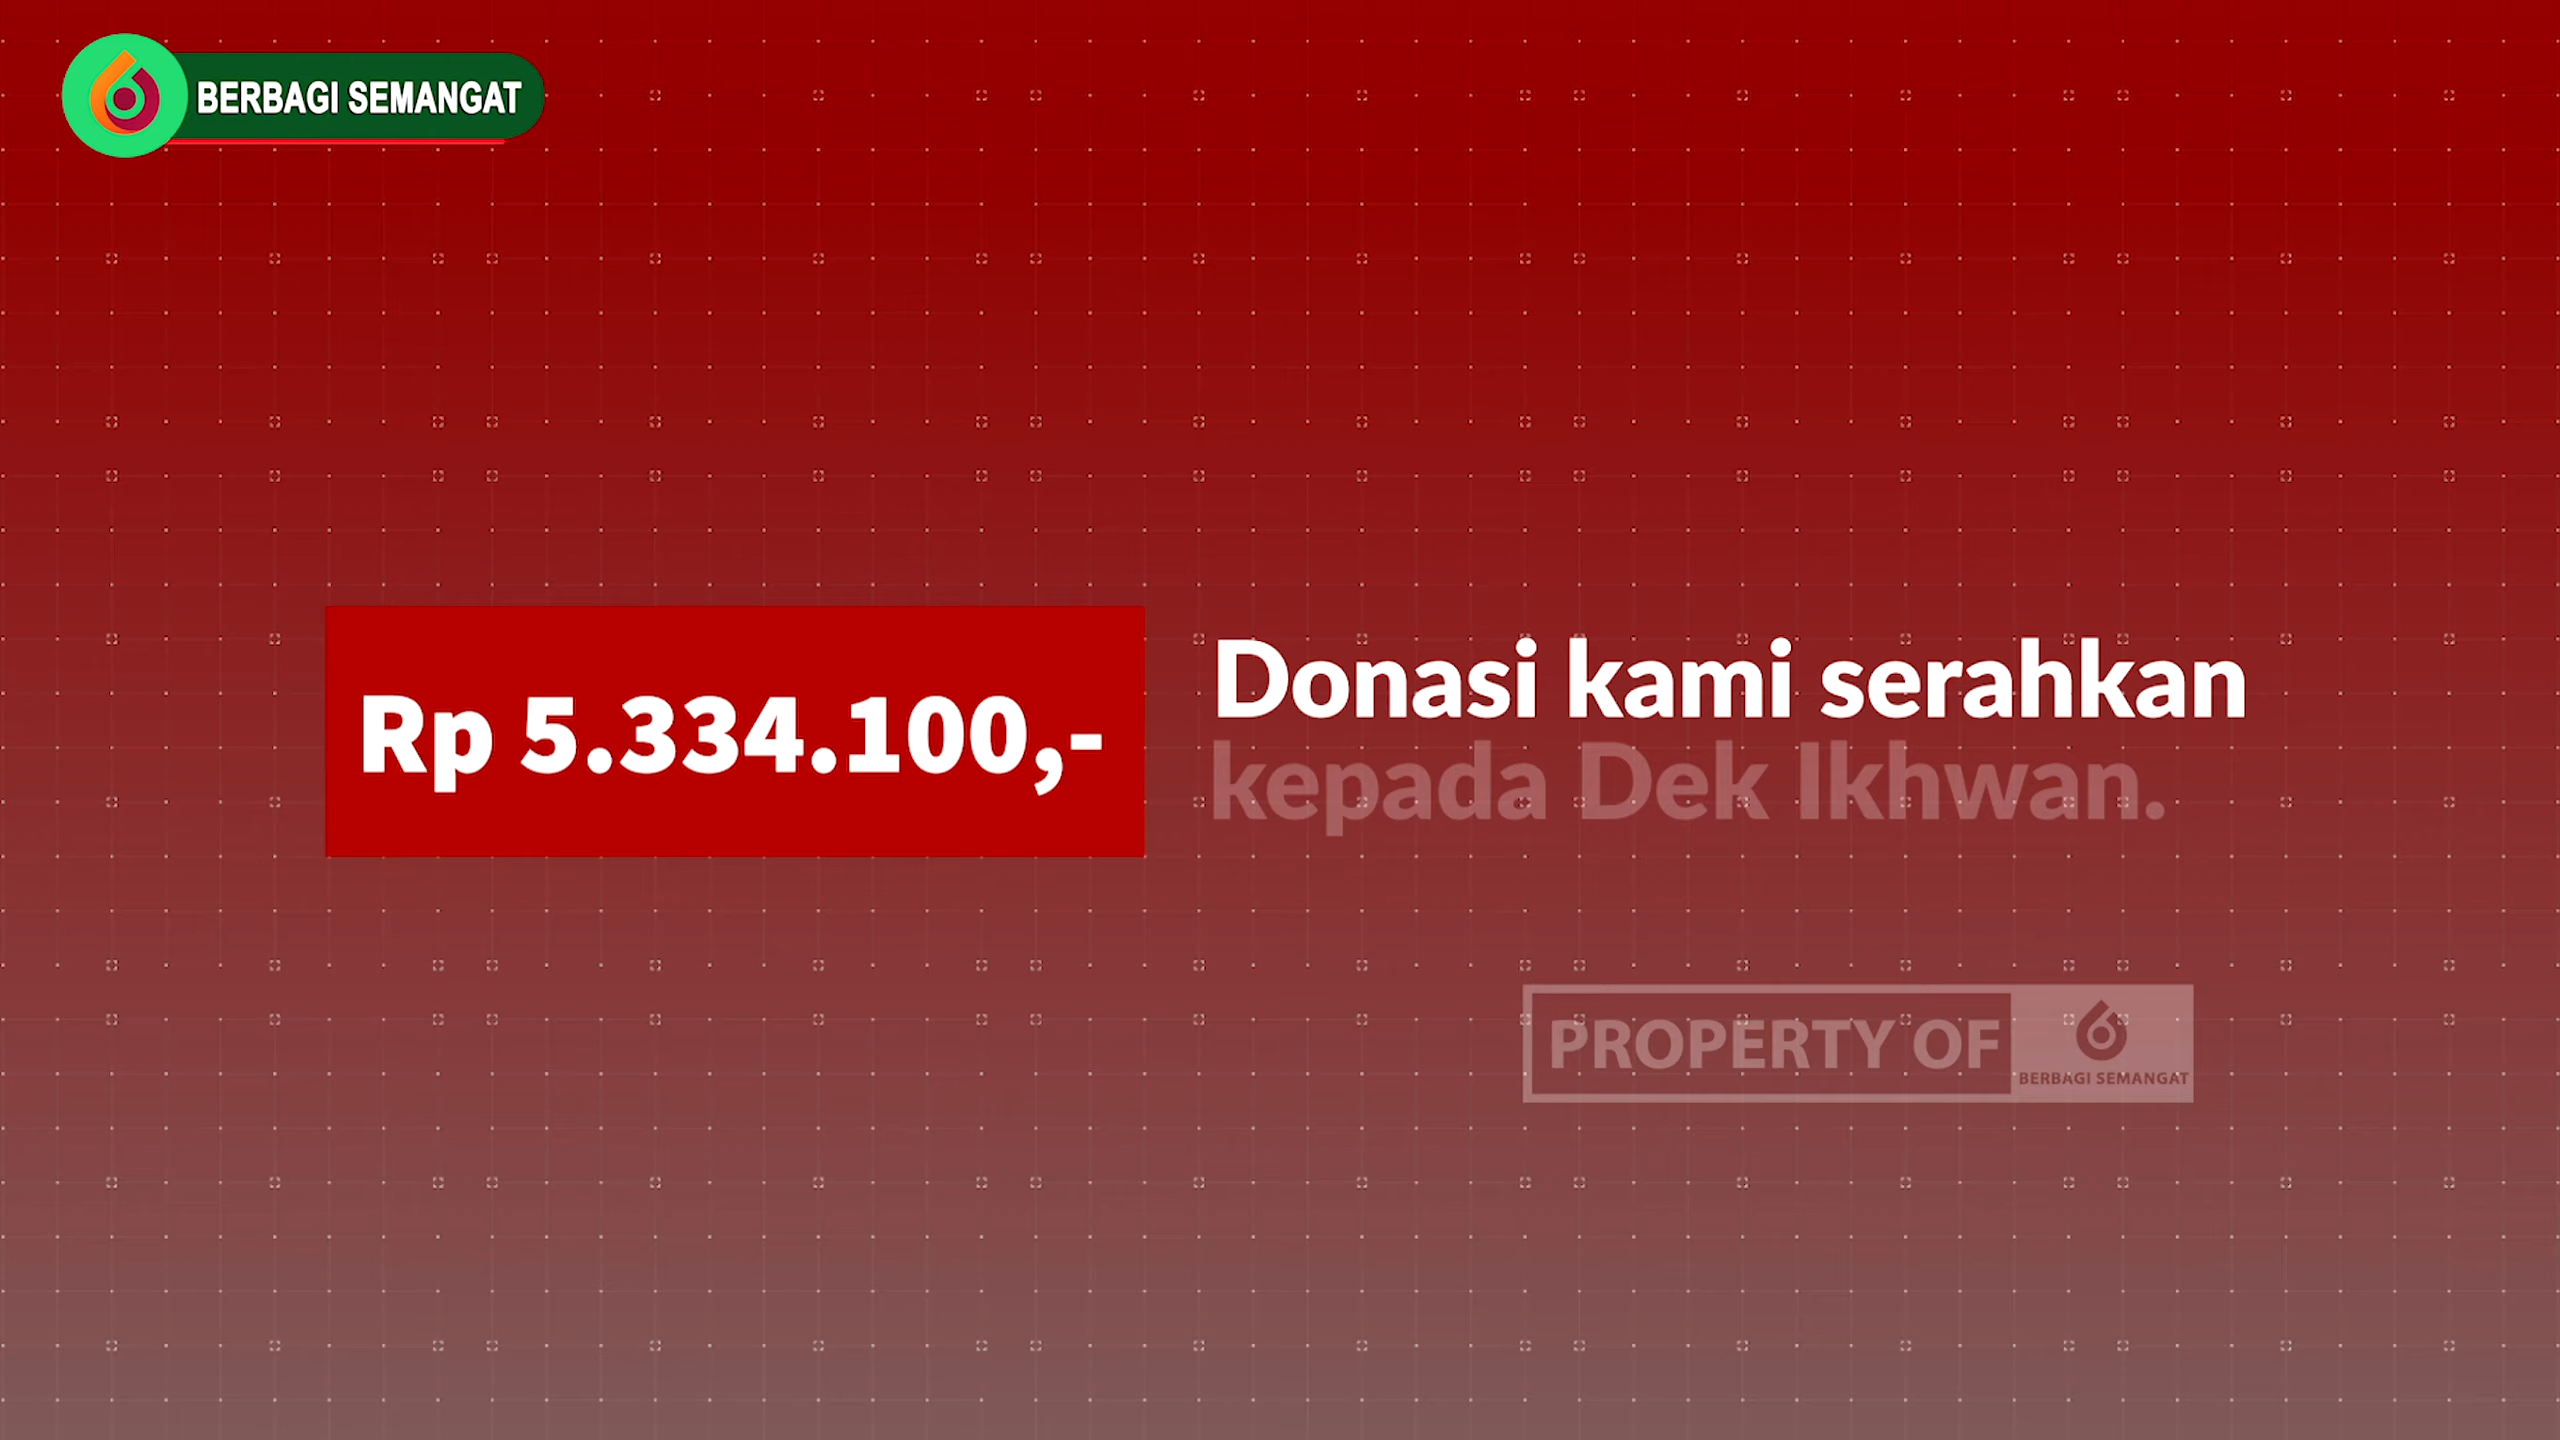 BERBAGI SEMANGAT
Rp 5.334.100,-
Donasi kami serahkan
kepada Dek Ikhwan.
PROPERTY OF
BERBAGI SEMANGAT